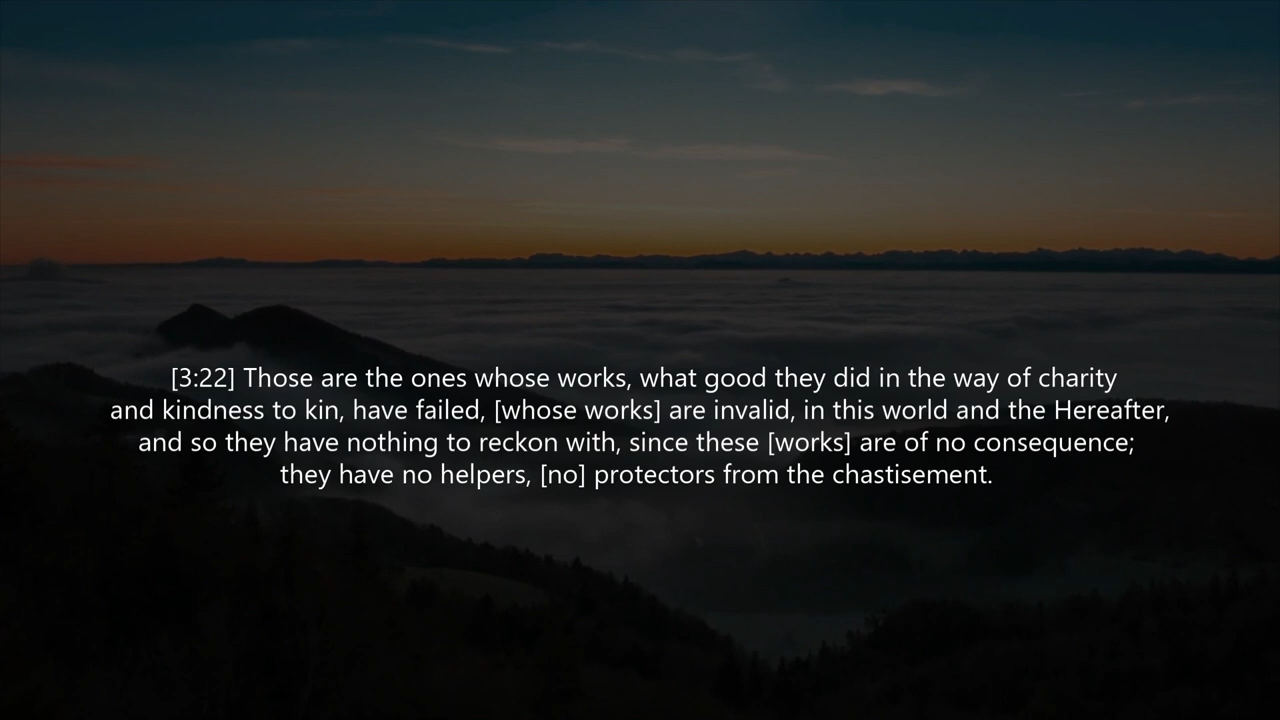 [3:22] Those are the ones whose works, what good they did in the way of charity
and kindness to kin, have failed, [whose works] are invalid, in this world and the Hereafter,
and so they have nothing to reckon with, since these [works] are of no consequence;
they have no helpers, [no] protectors from the chastisement.